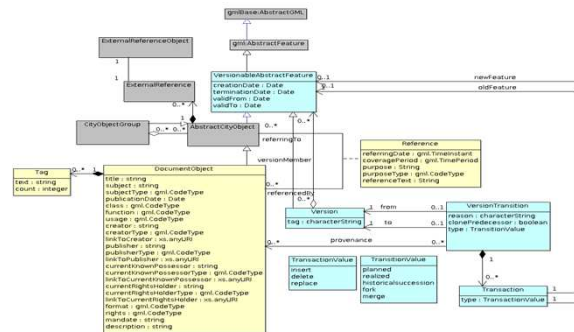 gmlBase:AbstractGML
gml:AbstractFeature
ExternalReferenceObject
1
1
ExternalReference
0..*
1
CityObjectGroup
0..*
0..*
AbstractCityObject
VersionableAbstractFeature
creationDate : Date
terminationDate : Date
validFrom : Date
validTo : Date
0..1
newFeature
0..1
oldFeature
0..*
referringTo
versionMember
Reference
referringDate : gml:TimeInstant
coveragePeriod : gml:TimePeriod
purpose : String
purposeType : gml:CodeType
referenceText : String
Tag
text : string
count : integer
0..*
1
DocumentObject
title : string
subject : string
subjectType : gml:CodeType
publicationDate : Date
class : gml:CodeType
function : gml:CodeType
usage : gml:CodeType
creator : string
creatorType : gml:CodeType
linkToCreator : xs:anyURI
publisher : string
publisherType : gml:CodeType
linkToPublisher : xs:anyURI
currentKnownPossessor : string
currentKnownPossessorType : gml:CodeType
linkToCurrentKnownPossessor : xs:anyURI
currentRightsHolder : string
currentRightsHolderType : gml:CodeType
linkToCurrentRightsHolder : xs:anyURI
format : gml:CodeType
rights : gml:CodeType
mandate : string
description : string
0..*
referencedBy
0..*
Version
tag : characterString
1
from
0..1
1
to
0..1
VersionTransition
reason : characterString
clonePredecessor : boolean
type : TransitionValue
0..*
provenance
0..*
TransactionValue
insert
delete
replace
TransitionValue
planned
realized
historicalsuccession
fork
merge
1
0..*
Transaction
type : TransactionValue
1
1